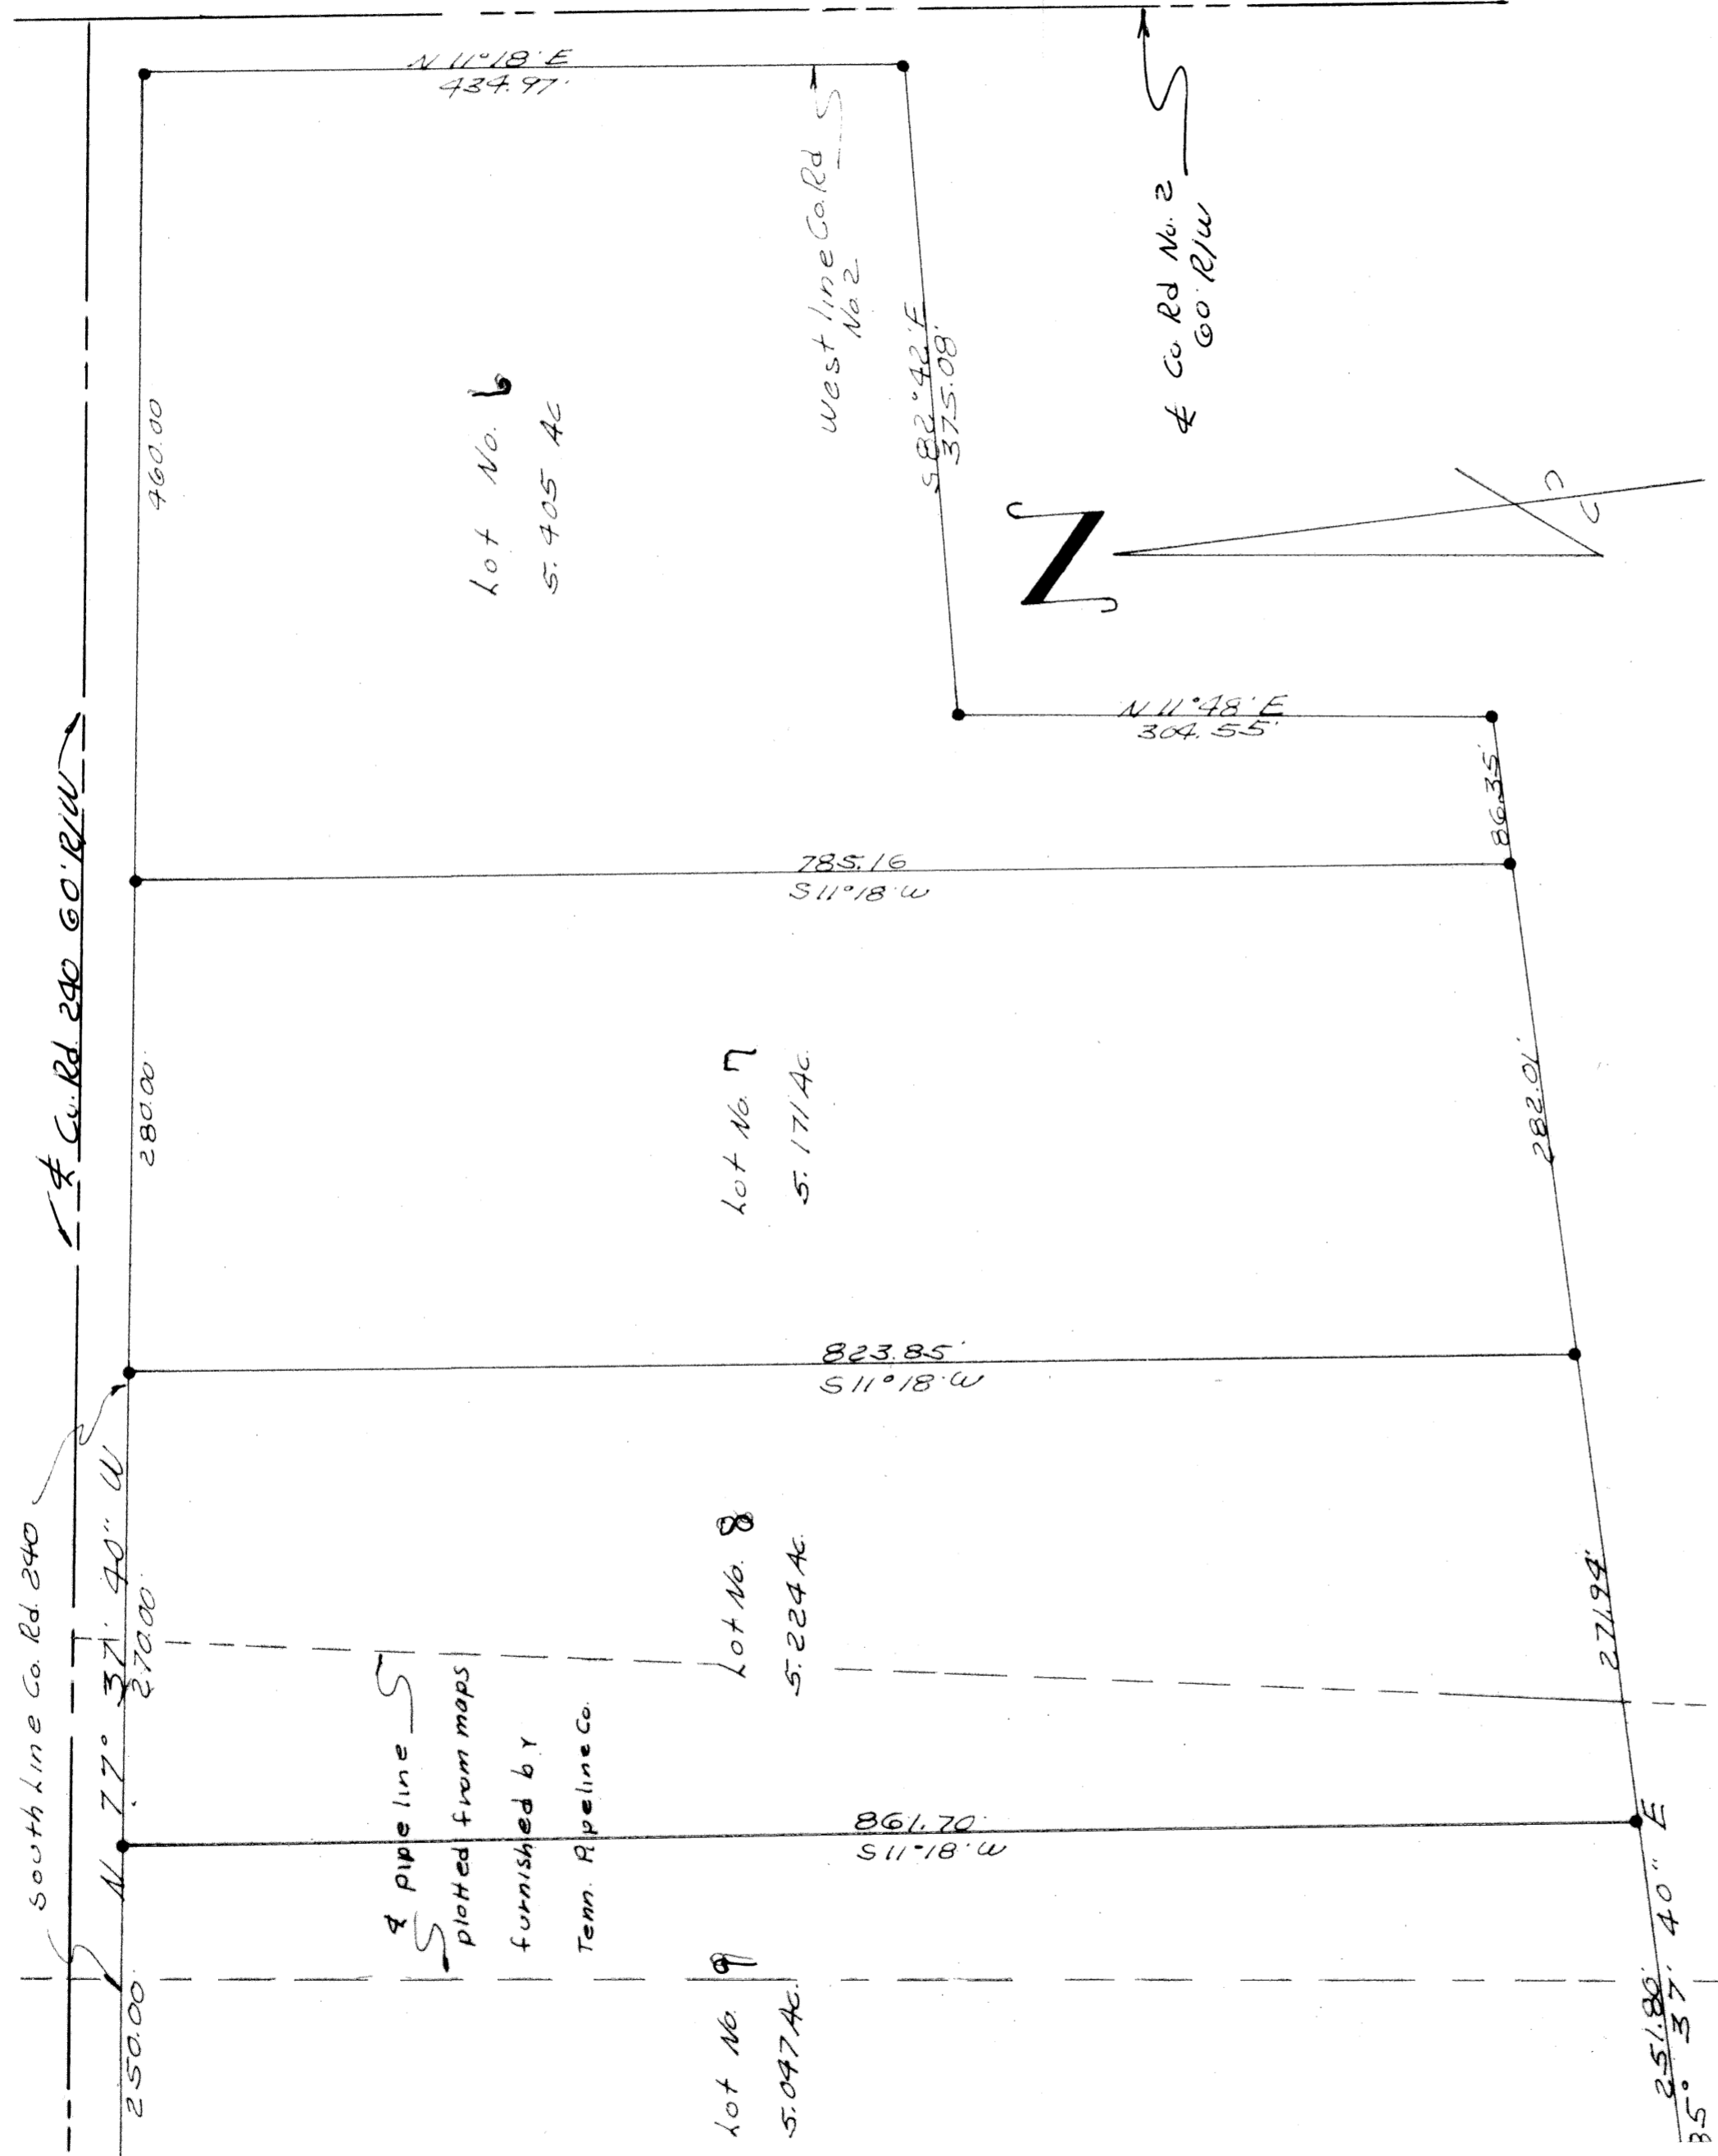 N 11°18' E
434.97'
460.00
Lot No. 6
5.405 Ac
West line Co. Rd
No. 2
S 82°42' E
375.08'
℄ Co Rd No. 2
60' R/W
N
N 11°48' E
304.55'
86.35'
℄ Co. Rd. 240 60' R/W
785.16
S 11°18' W
280.00'
Lot No. 7
5.171 Ac.
282.01'
823.85'
S 11°18' W
South Line Co. Rd. 240
N 77° 37' 40" W
270.00'
Lot No. 8
5.224 Ac.
271.94'
℄ pipe line
plotted from maps
furnished by
Tenn. Pipeline Co.
861.70'
S 11°18' W
250.00'
Lot No. 9
5.047 Ac.
251.80'
85° 37' 40" E